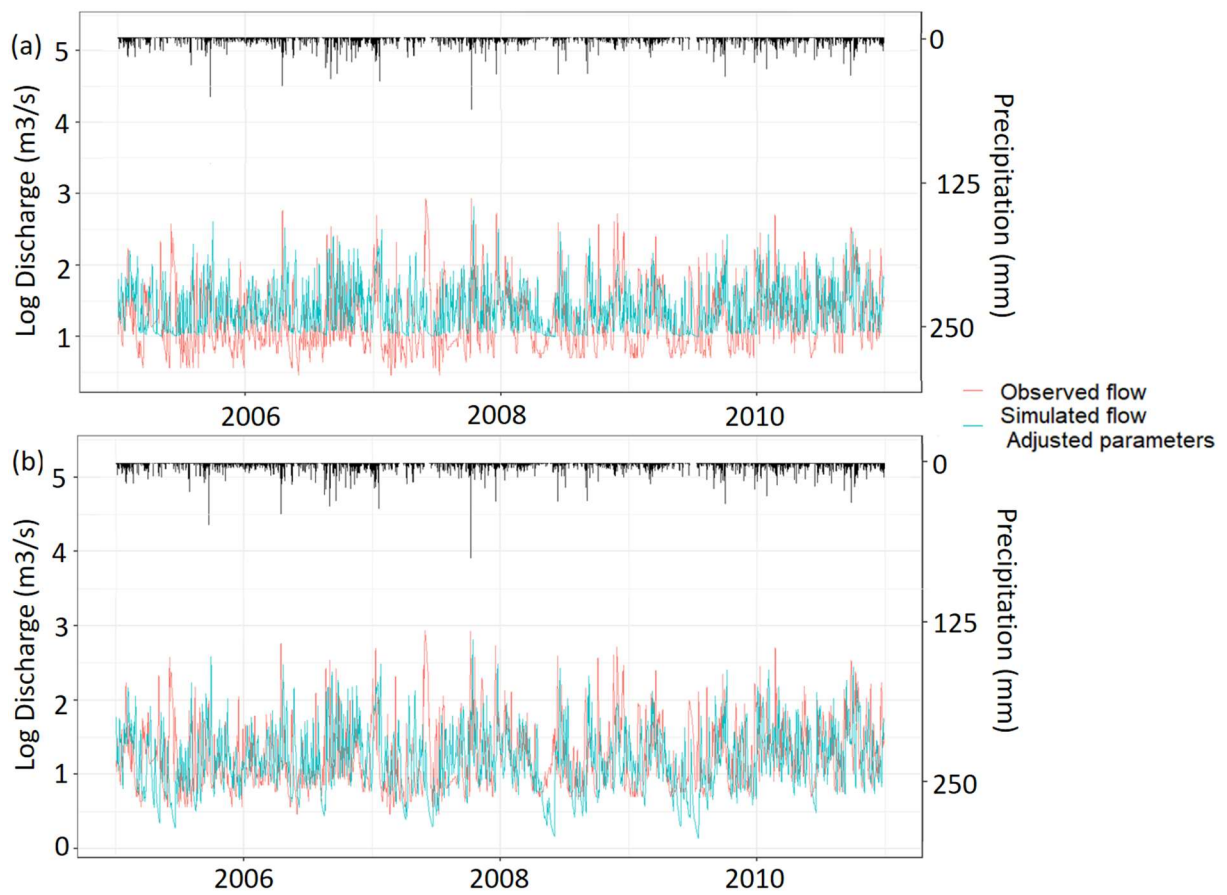 (a)
Log Discharge (m3/s)
5
4
3
2
1
0
125
250
Precipitation (mm)
2006
2008
2010
Observed flow
Simulated flow
Adjusted parameters
(b)
Log Discharge (m3/s)
5
4
3
2
1
0
0
125
250
Precipitation (mm)
2006
2008
2010